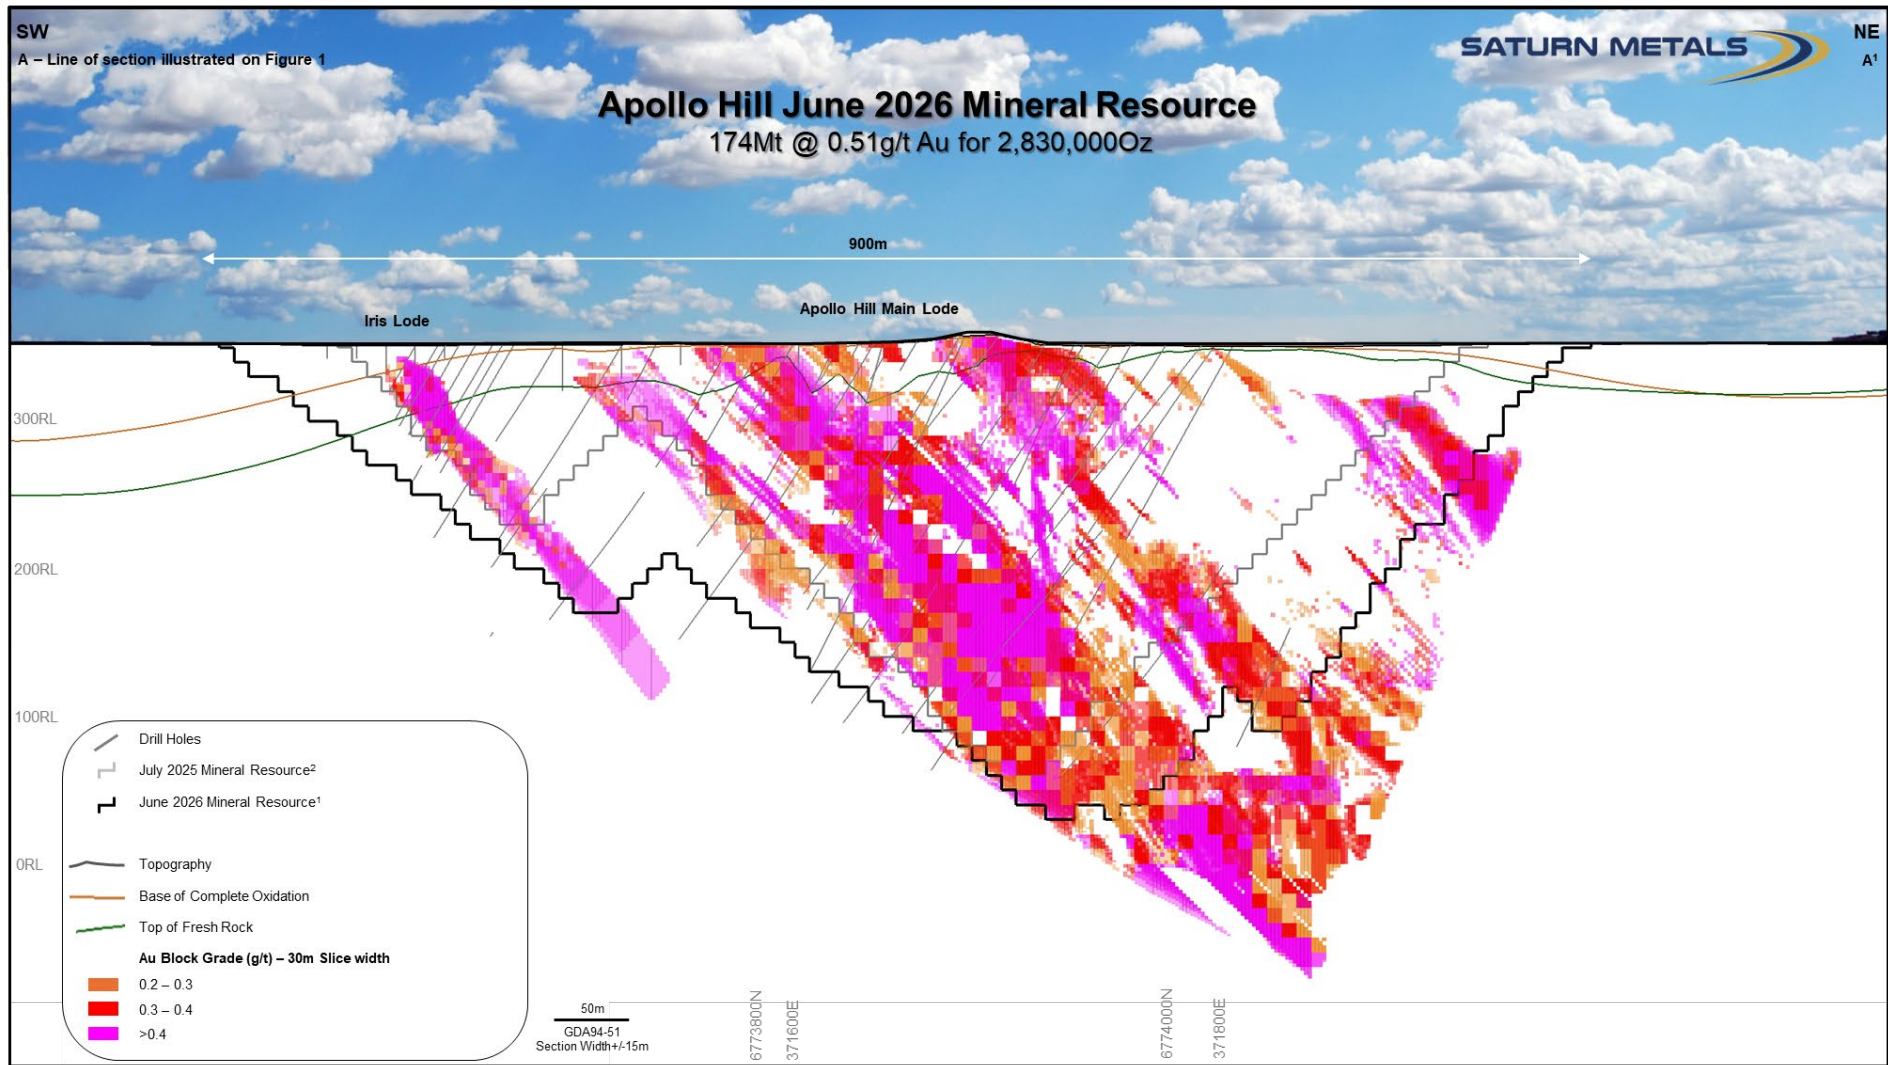 SW
A – Line of section illustrated on Figure 1
SATURN METALS
NE
A¹
Apollo Hill June 2026 Mineral Resource
174Mt @ 0.51g/t Au for 2,830,000Oz
900m
Iris Lode
Apollo Hill Main Lode
300RL
200RL
100RL
0RL
Drill Holes
July 2025 Mineral Resource²
June 2026 Mineral Resource¹
Topography
Base of Complete Oxidation
Top of Fresh Rock
Au Block Grade (g/t) – 30m Slice width
0.2 – 0.3
0.3 – 0.4
>0.4
50m
GDA94-51
Section Width+/-15m
6773800N
371600E
6774000N
371800E